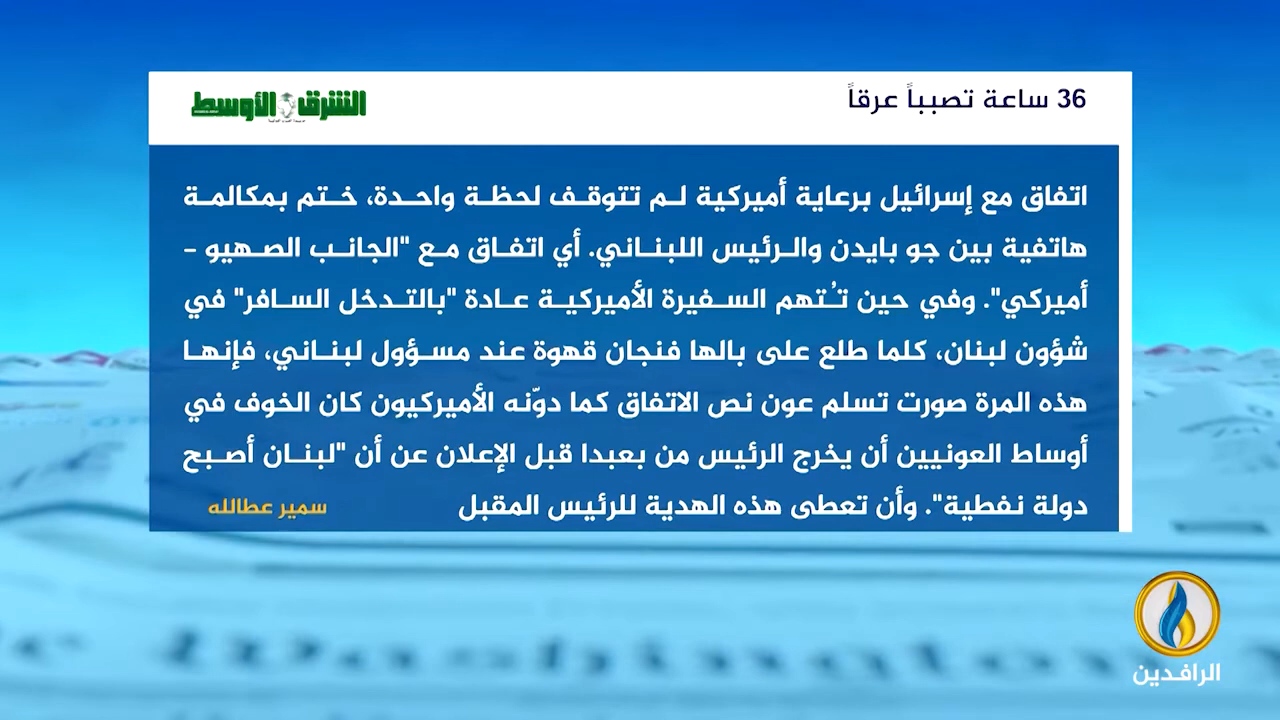 36 ساعة تصبباً عرقاً
الشرق الأوسط
اتفاق مع إسرائيل برعاية أميركية لم تتوقف لحظة واحدة، ختم بمكالمة
هاتفية بين جو بايدن والرئيس اللبناني. أي اتفاق مع "الجانب الصهيو –
أميركي". وفي حين تُتهم السفيرة الأميركية عادة "بالتدخل السافر" في
شؤون لبنان، كلما طلع على بالها فنجان قهوة عند مسؤول لبناني، فإنها
هذه المرة صورت تسلم عون نص الاتفاق كما دوّنه الأميركيون كان الخوف في
أوساط العونيين أن يخرج الرئيس من بعبدا قبل الإعلان عن أن "لبنان أصبح
دولة نفطية". وأن تعطى هذه الهدية للرئيس المقبل
سمير عطالله
الرافدين